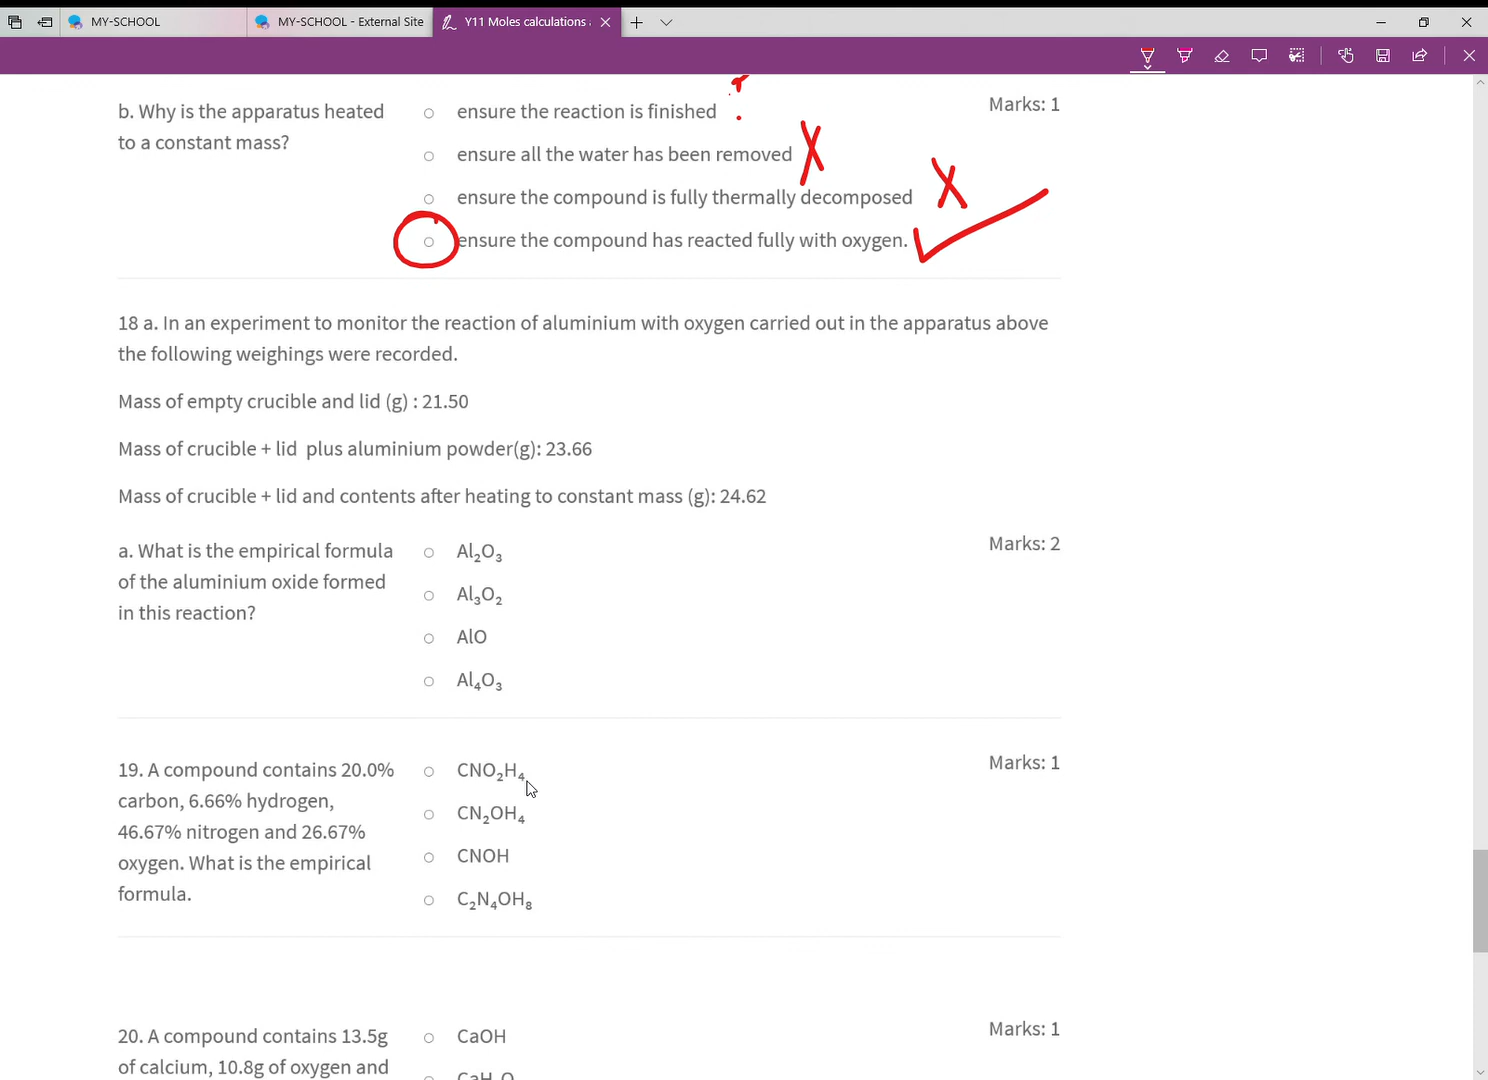 MY-SCHOOL
MY-SCHOOL - External Site
Y11 Moles calculations
b. Why is the apparatus heated
to a constant mass?
ensure the reaction is finished
?
Marks: 1
ensure all the water has been removed
X
ensure the compound is fully thermally decomposed
X
ensure the compound has reacted fully with oxygen.
18 a. In an experiment to monitor the reaction of aluminium with oxygen carried out in the apparatus above
the following weighings were recorded.
Mass of empty crucible and lid (g) : 21.50
Mass of crucible + lid plus aluminium powder(g): 23.66
Mass of crucible + lid and contents after heating to constant mass (g): 24.62
a. What is the empirical formula
of the aluminium oxide formed
in this reaction?
Al₂O₃
Al₃O₂
AlO
Al₄O₃
Marks: 2
19. A compound contains 20.0%
carbon, 6.66% hydrogen,
46.67% nitrogen and 26.67%
oxygen. What is the empirical
formula.
CNO₂H₄
CN₂OH₄
CNOH
C₂N₄OH₈
Marks: 1
20. A compound contains 13.5g
of calcium, 10.8g of oxygen and
CaOH
Marks: 1